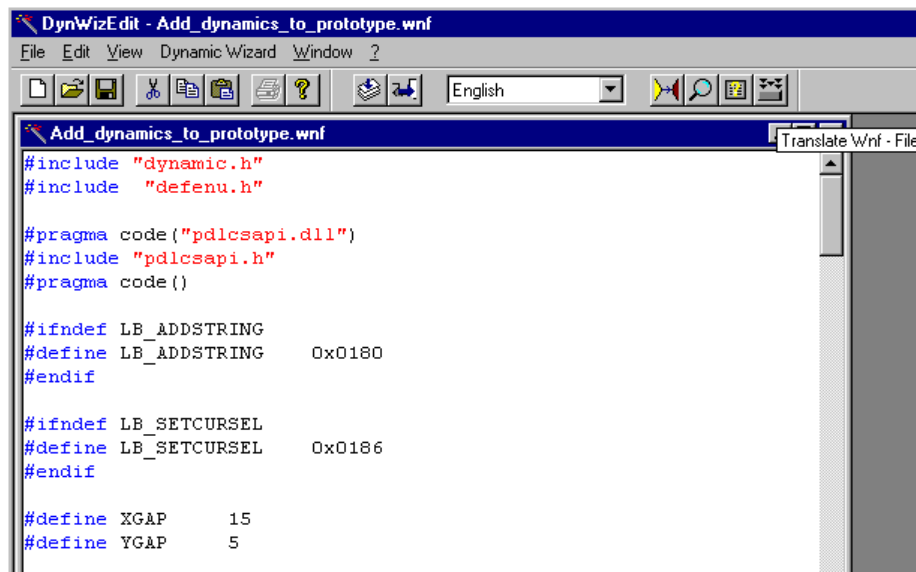 DynWizEdit - Add_dynamics_to_prototype.wnf
File Edit View Dynamic Wizard Window ?
English
Add_dynamics_to_prototype.wnf
Translate Wnf - File
#include "dynamic.h"
#include "defenu.h"
#pragma code("pdlcsapi.dll")
#include "pdlcsapi.h"
#pragma code()
#ifndef LB_ADDSTRING
#define LB_ADDSTRING 0x0180
#endif
#ifndef LB_SETCURSEL
#define LB_SETCURSEL 0x0186
#endif
#define XGAP 15
#define YGAP 5